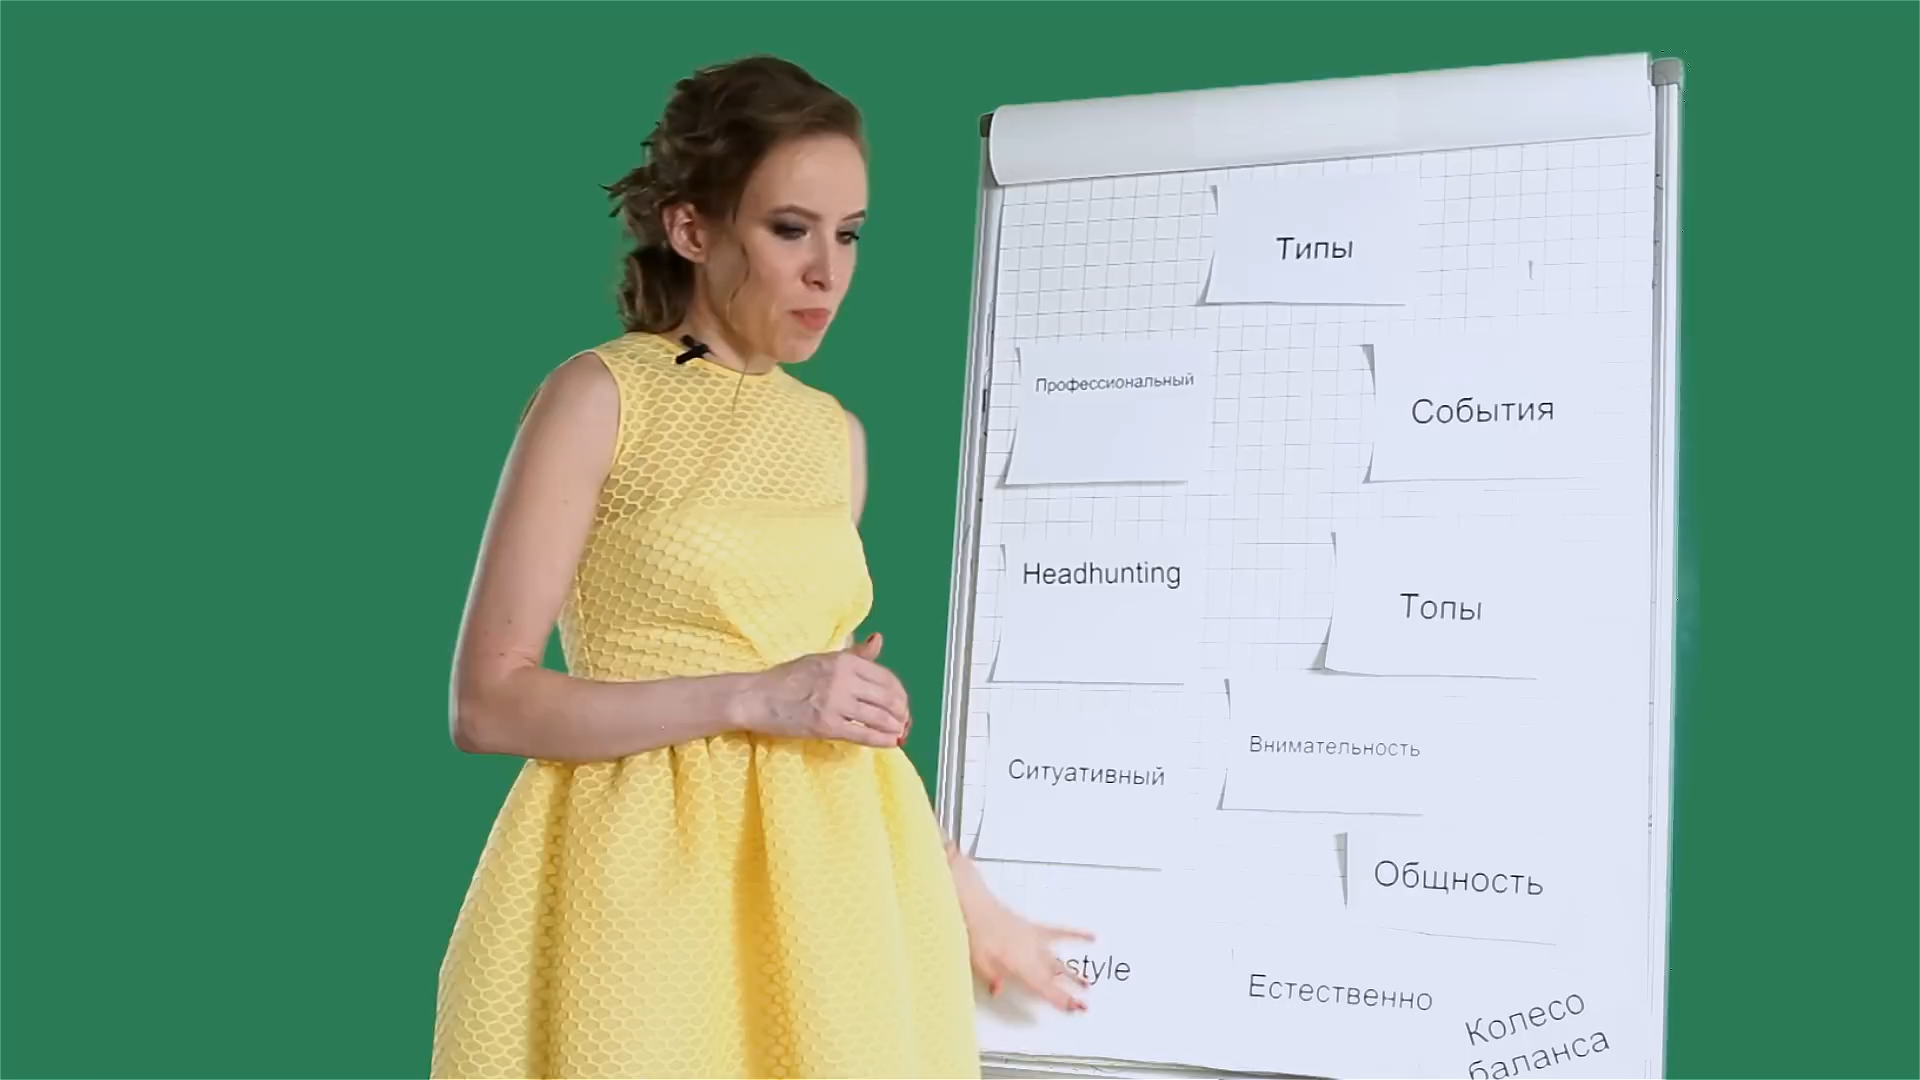 Типы
Профессиональный
События
Headhunting
Топы
Ситуативный
Внимательность
Общность
Естественно
Колесо
баланса